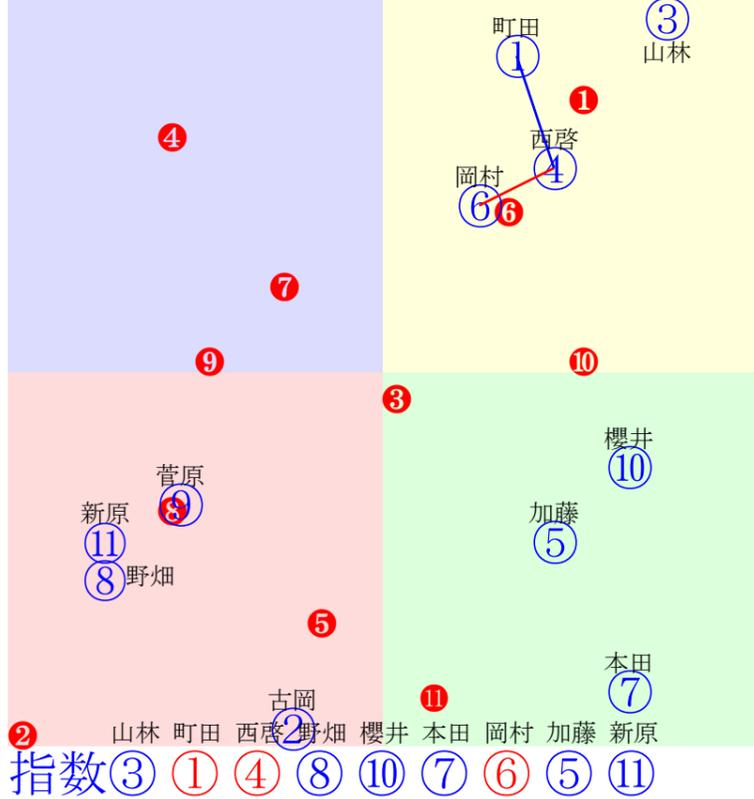 町田
① ③
山林
❶
❹
西啓
④
岡村
⑥ ❻
❼
❾ ❿
❸
櫻井
⑩
菅原
❽⑨
新原 加藤
⑪ ⑤
⑧野畑
❺
本田
⑦
古岡 ⓫
②
❷ 山林 町田 西啓 野畑 櫻井 本田 岡村 加藤 新原
指数③ ① ④ ⑧ ⑩ ⑦ ⑥ ⑤ ⑪